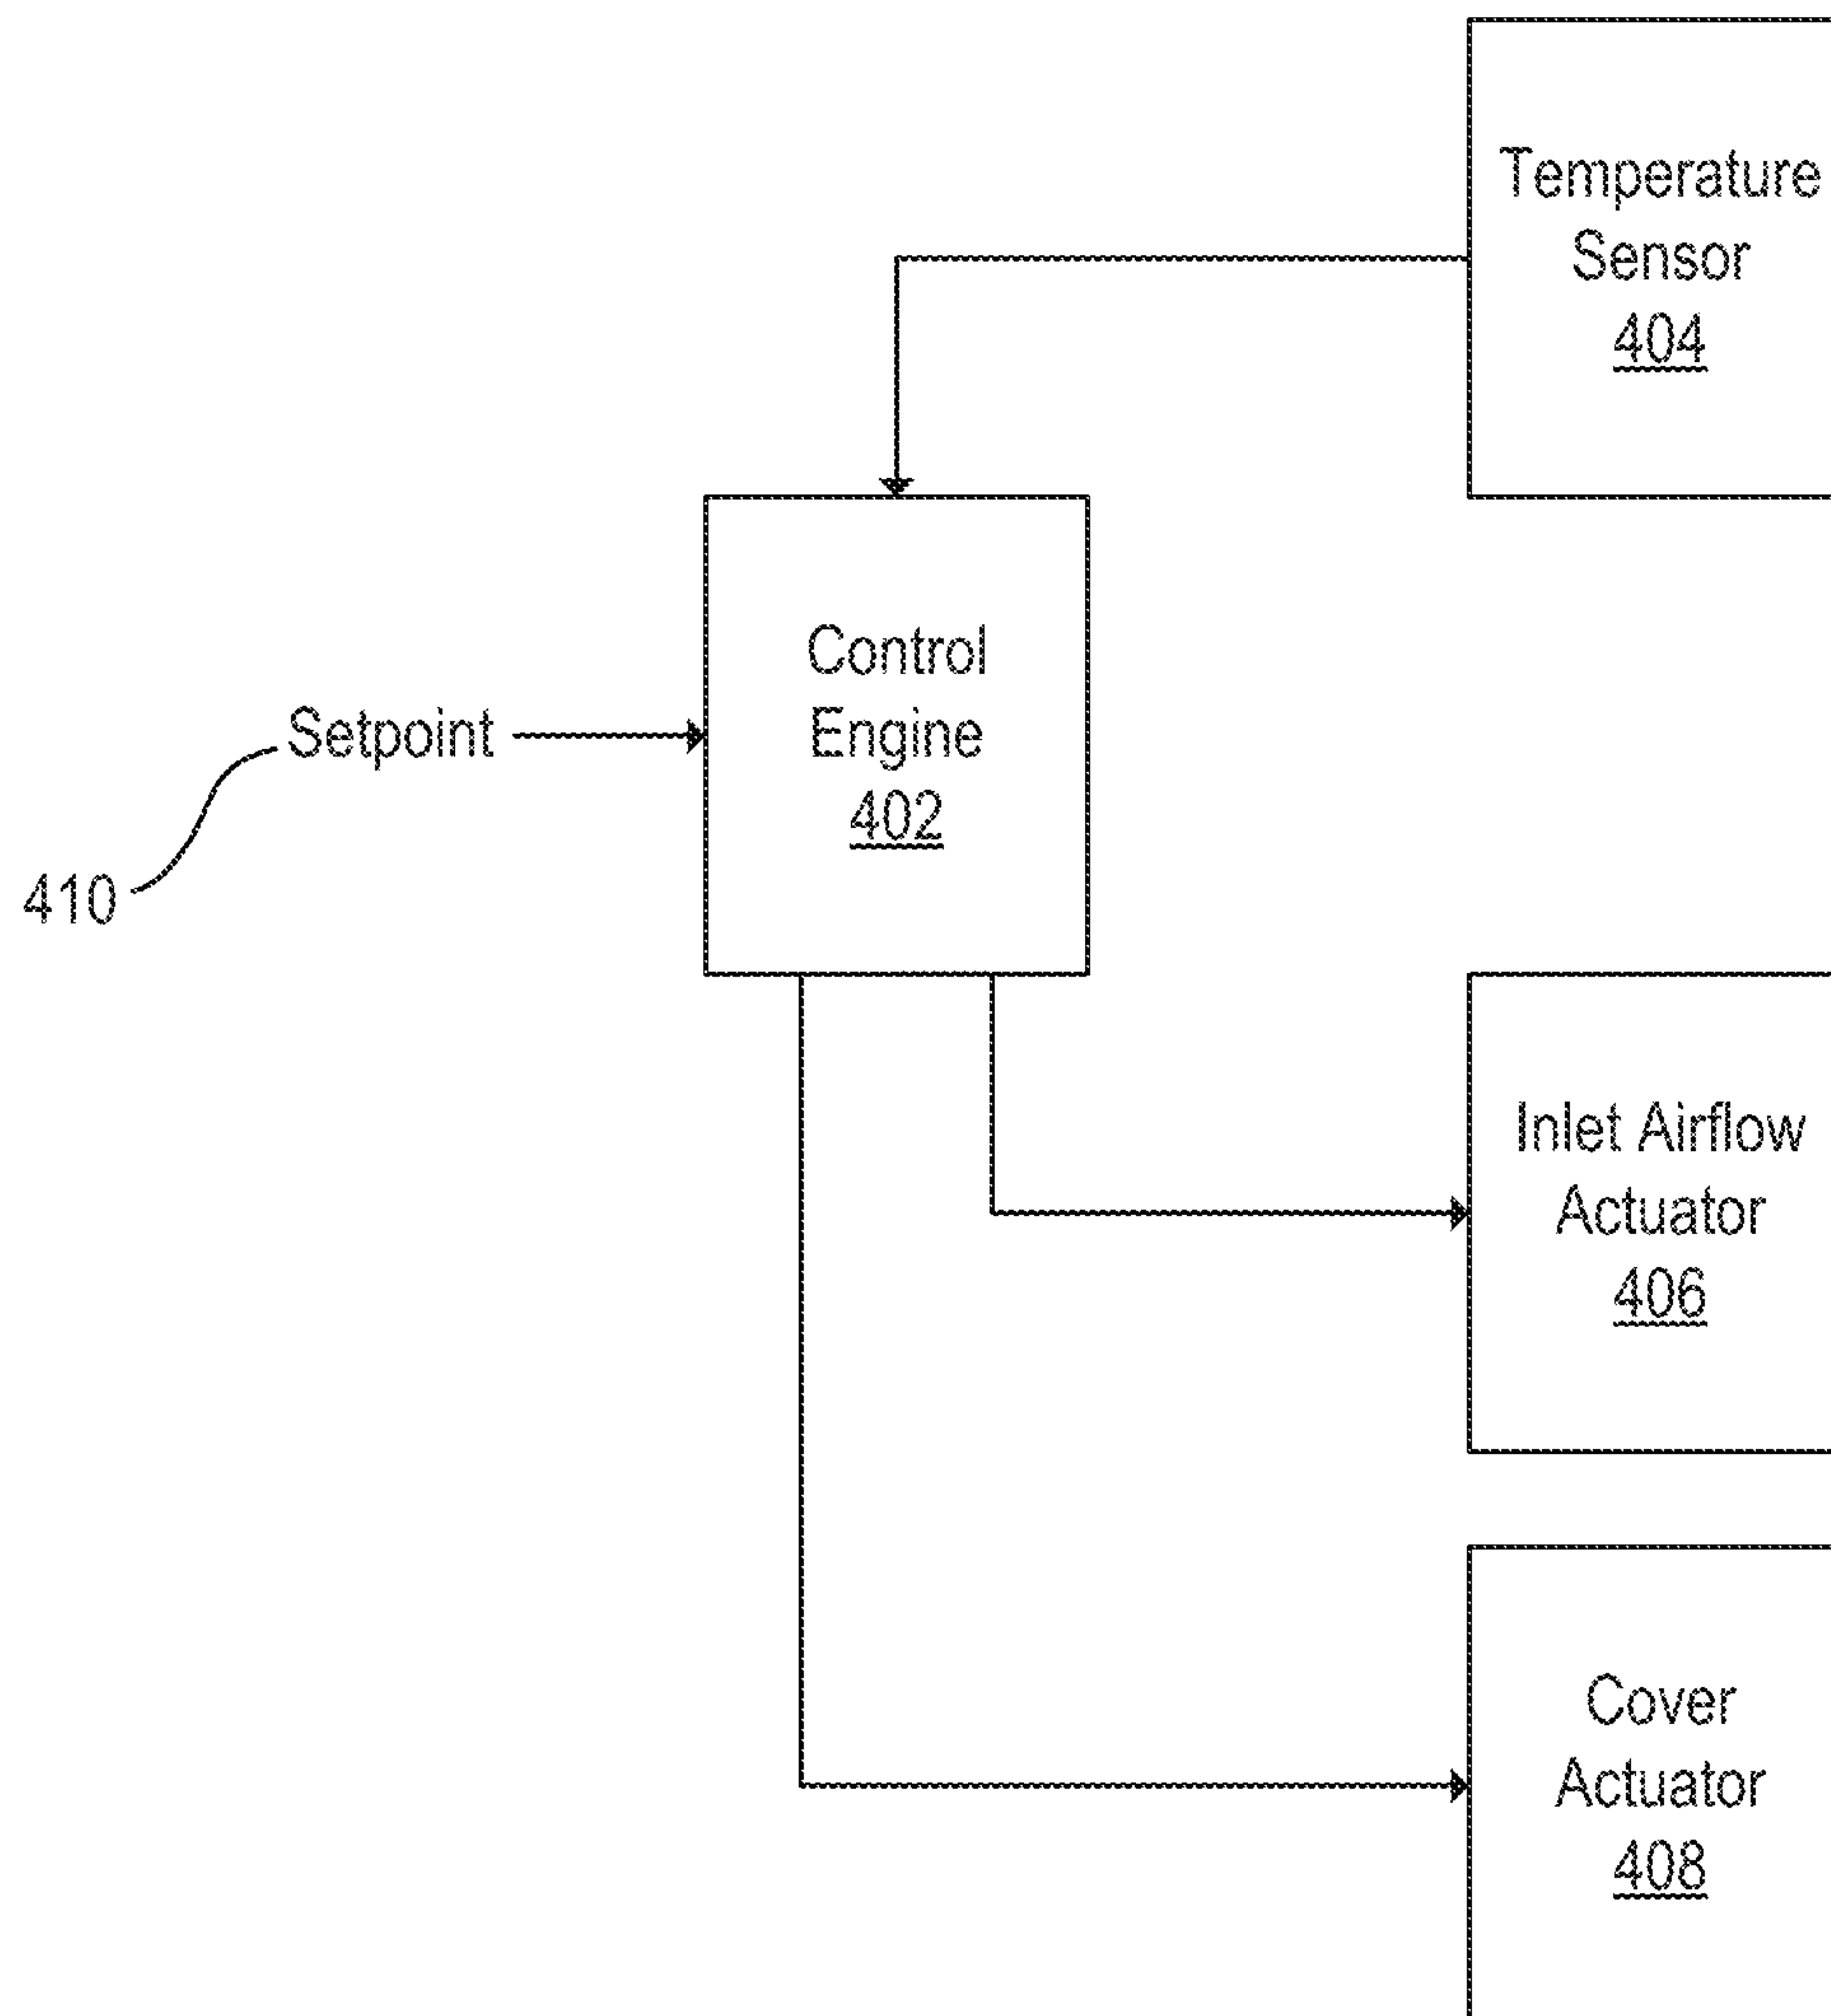 Temperature
Sensor
404
Control
Engine
402
Setpoint
410
Inlet Airflow
Actuator
406
Cover
Actuator
408